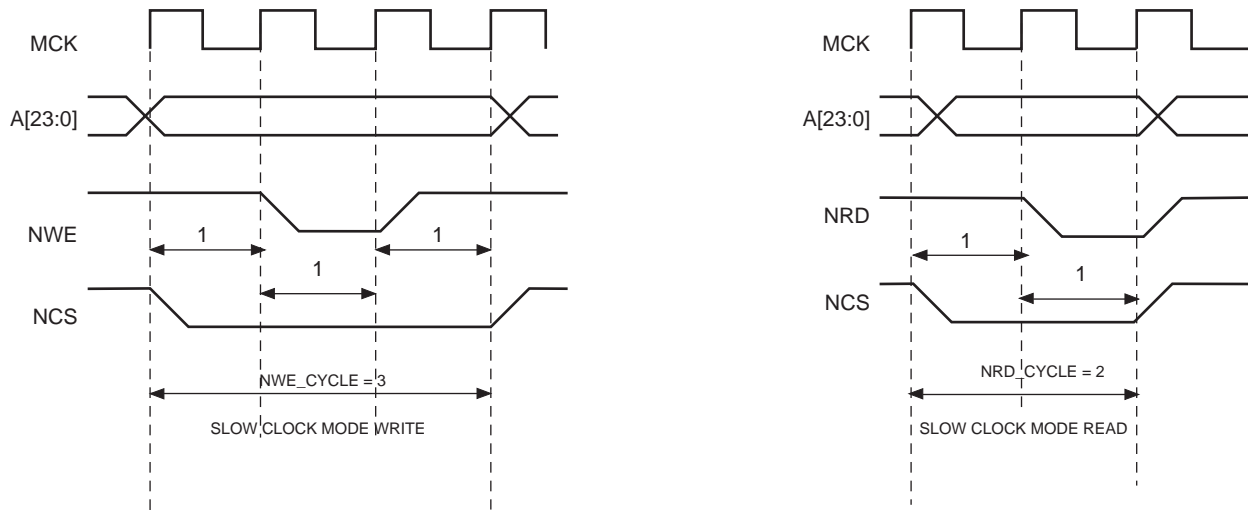 MCK
A[23:0]
NWE
1
1
1
NCS
NWE_CYCLE = 3
SLOW CLOCK MODE WRITE
MCK
A[23:0]
NRD
1
1
NCS
NRD_CYCLE = 2
SLOW CLOCK MODE READ